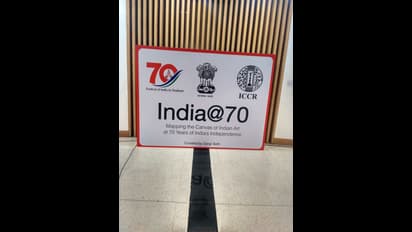 70
ICCR
India@70
Mapping the Canvas of Indian Art
at 70 Years of India's Independence